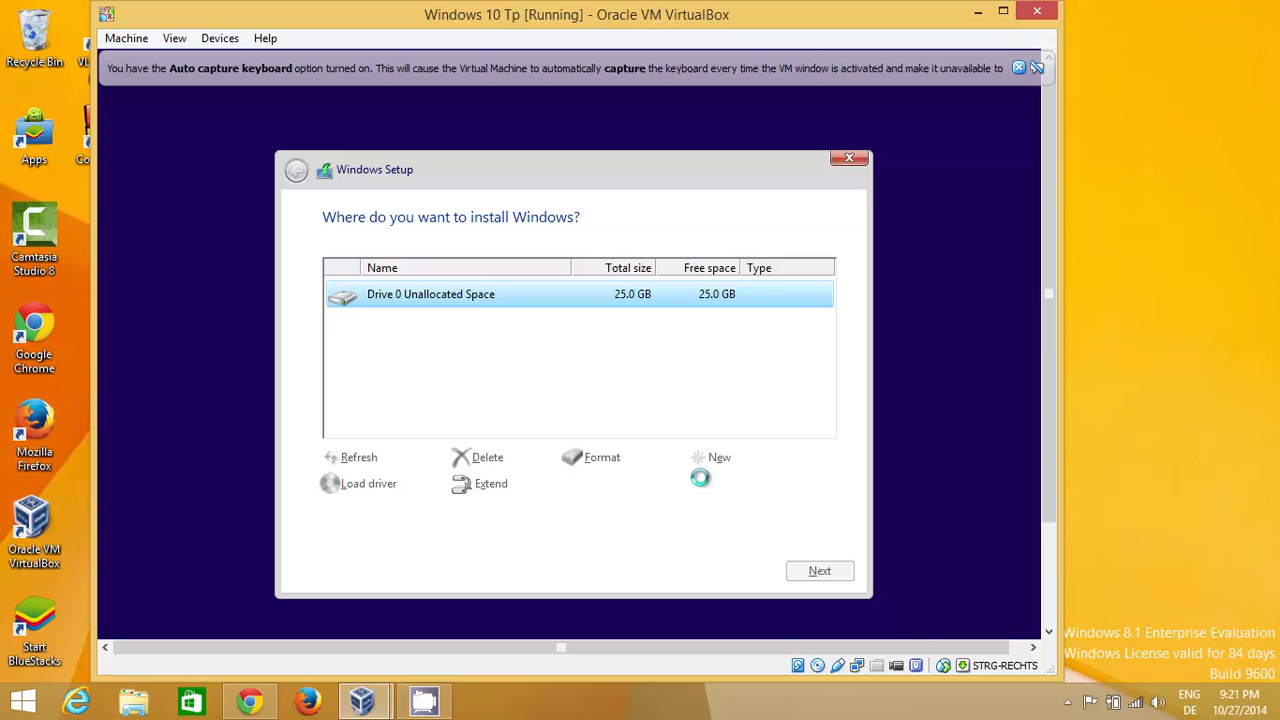 Windows 10 Tp [Running] - Oracle VM VirtualBox
Machine View Devices Help
You have the Auto capture keyboard option turned on. This will cause the Virtual Machine to automatically capture the keyboard every time the VM window is activated and make it unavailable to
Recycle Bin
VL
Apps
Co
Camtasia
Studio 8
Google
Chrome
Mozilla
Firefox
Oracle VM
VirtualBox
Start
BlueStacks
Windows Setup
Where do you want to install Windows?
Name Total size Free space Type
Drive 0 Unallocated Space 25.0 GB 25.0 GB
Refresh Delete Format New
Load driver Extend
Next
STRG-RECHTS
Windows 8.1 Enterprise Evaluation
Windows License valid for 84 days
Build 9600
ENG 9:21 PM
DE 10/27/2014